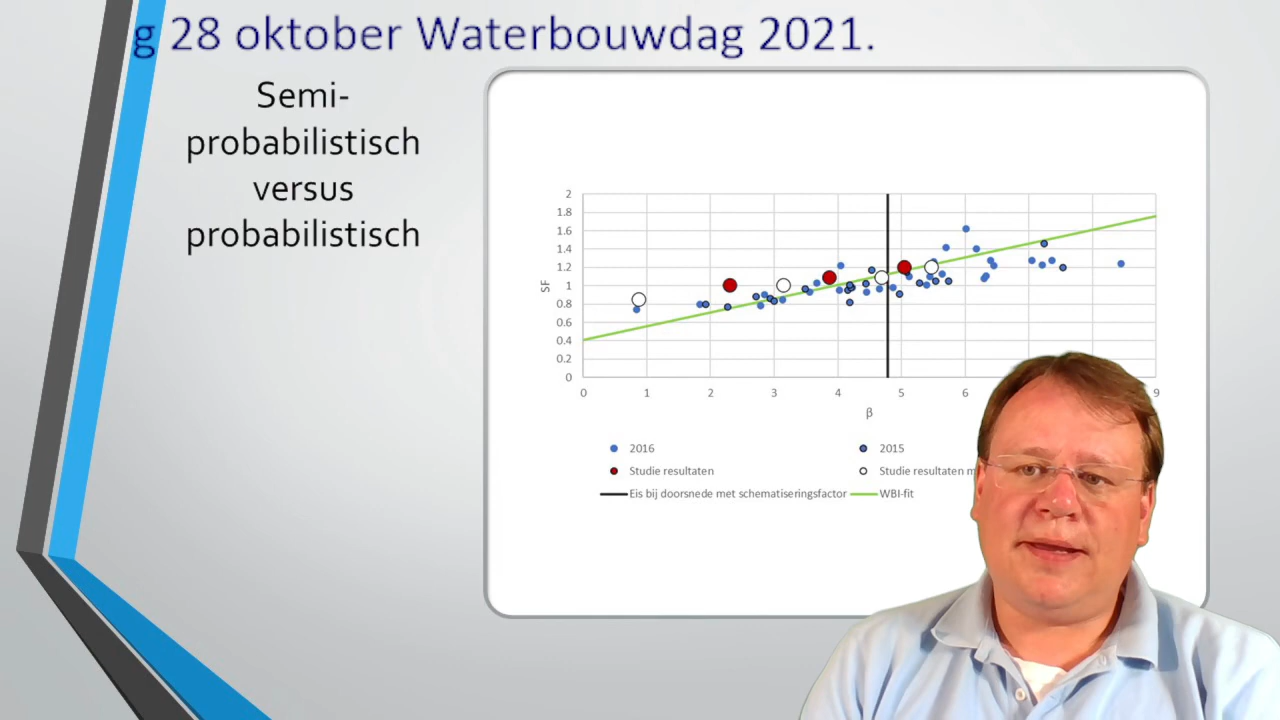 g 28 oktober Waterbouwdag 2021.
Semi-
probabilistisch
versus
probabilistisch
2
1.8
1.6
1.4
1.2
1
0.8
0.6
0.4
0.2
0
SF
0 1 2 3 4 5 6 9
β
2016 2015
Studie resultaten Studie resultaten m
Eis bij doorsnede met schematiseringsfactor WBI-fit